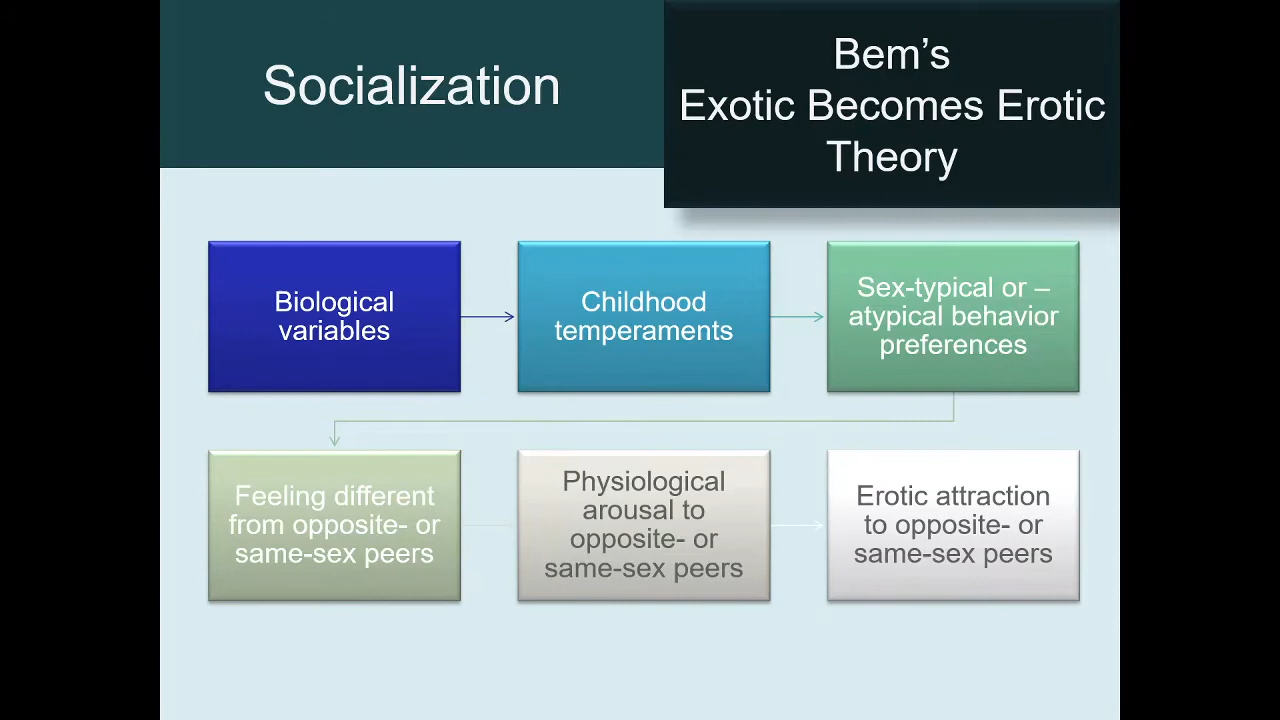 Socialization
Bem’s
Exotic Becomes Erotic
Theory
Biological
variables
Childhood
temperaments
Sex-typical or –
atypical behavior
preferences
Feeling different
from opposite- or
same-sex peers
Physiological
arousal to
opposite- or
same-sex peers
Erotic attraction
to opposite- or
same-sex peers